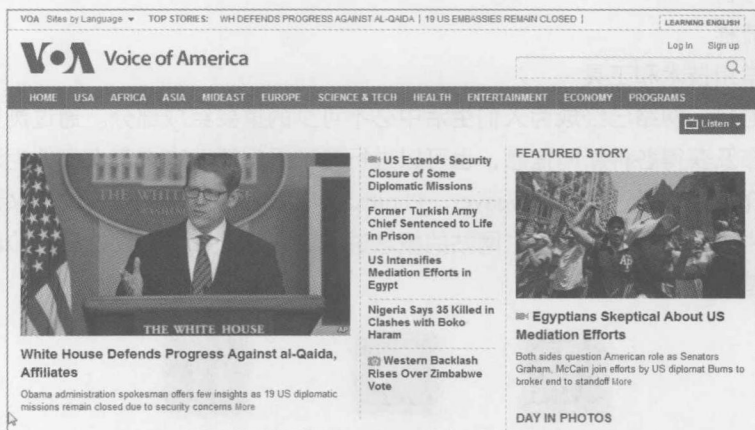 VOA Sites by Language TOP STORIES: WH DEFENDS PROGRESS AGAINST AL-QAIDA | 19 US EMBASSIES REMAIN CLOSED |
LEARNING ENGLISH
Log In Sign up
VOA Voice of America
HOME USA AFRICA ASIA MIDEAST EUROPE SCIENCE & TECH HEALTH ENTERTAINMENT ECONOMY PROGRAMS
Listen
THE WHITE HOUSE
THE WHITE HOUSE
AP
White House Defends Progress Against al-Qaida,
Affiliates
Obama administration spokesman offers few insights as 19 US diplomatic
missions remain closed due to security concerns More
US Extends Security
Closure of Some
Diplomatic Missions
Former Turkish Army
Chief Sentenced to Life
in Prison
US Intensifies
Mediation Efforts in
Egypt
Nigeria Says 35 Killed in
Clashes with Boko
Haram
Western Backlash
Rises Over Zimbabwe
Vote
FEATURED STORY
Egyptians Skeptical About US
Mediation Efforts
Both sides question American role as Senators
Graham, McCain join efforts by US diplomat Burns to
broker end to standoff More
DAY IN PHOTOS